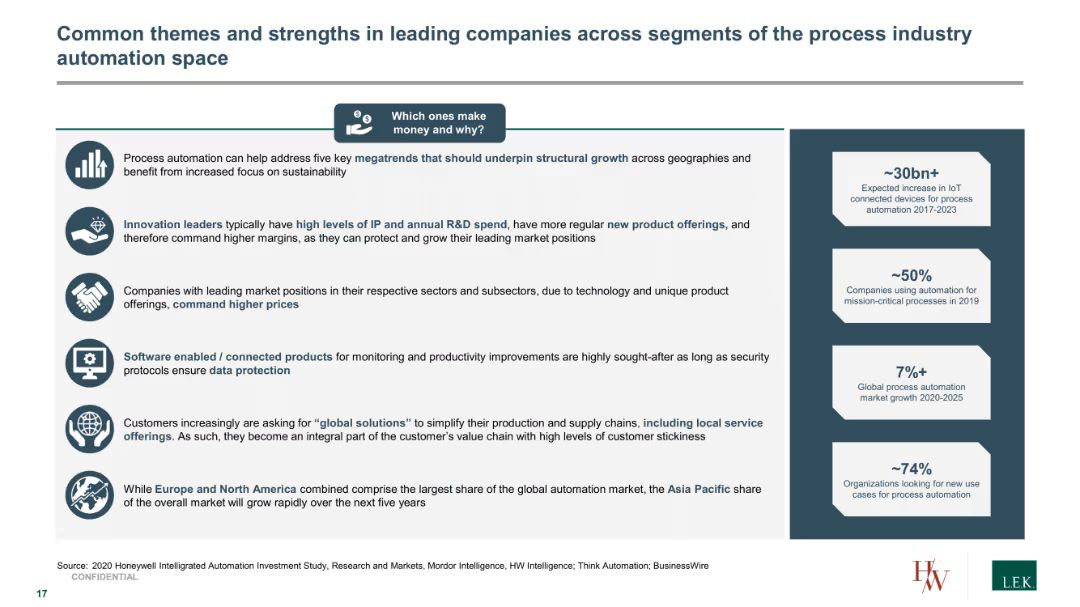 Common themes and strengths in leading companies across segments of the process industry
automation space
Which ones make
money and why?
Process automation can help address five key megatrends that should underpin structural growth across geographies and
benefit from increased focus on sustainability
Innovation leaders typically have high levels of IP and annual R&D spend, have more regular new product offerings, and
therefore command higher margins, as they can protect and grow their leading market positions
Companies with leading market positions in their respective sectors and subsectors, due to technology and unique product
offerings, command higher prices
Software enabled / connected products for monitoring and productivity improvements are highly sought-after as long as security
protocols ensure data protection
Customers increasingly are asking for “global solutions” to simplify their production and supply chains, including local service
offerings. As such, they become an integral part of the customer’s value chain with high levels of customer stickiness
While Europe and North America combined comprise the largest share of the global automation market, the Asia Pacific share
of the overall market will grow rapidly over the next five years
~30bn+
Expected increase in IoT
connected devices for process
automation 2017-2023
~50%
Companies using automation for
mission-critical processes in 2019
7%+
Global process automation
market growth 2020-2025
~74%
Organizations looking for new use
cases for process automation
Source: 2020 Honeywell Intelligrated Automation Investment Study, Research and Markets, Mordor Intelligence, HW Intelligence; Think Automation; BusinessWire
CONFIDENTIAL
17
HW
L.E.K.